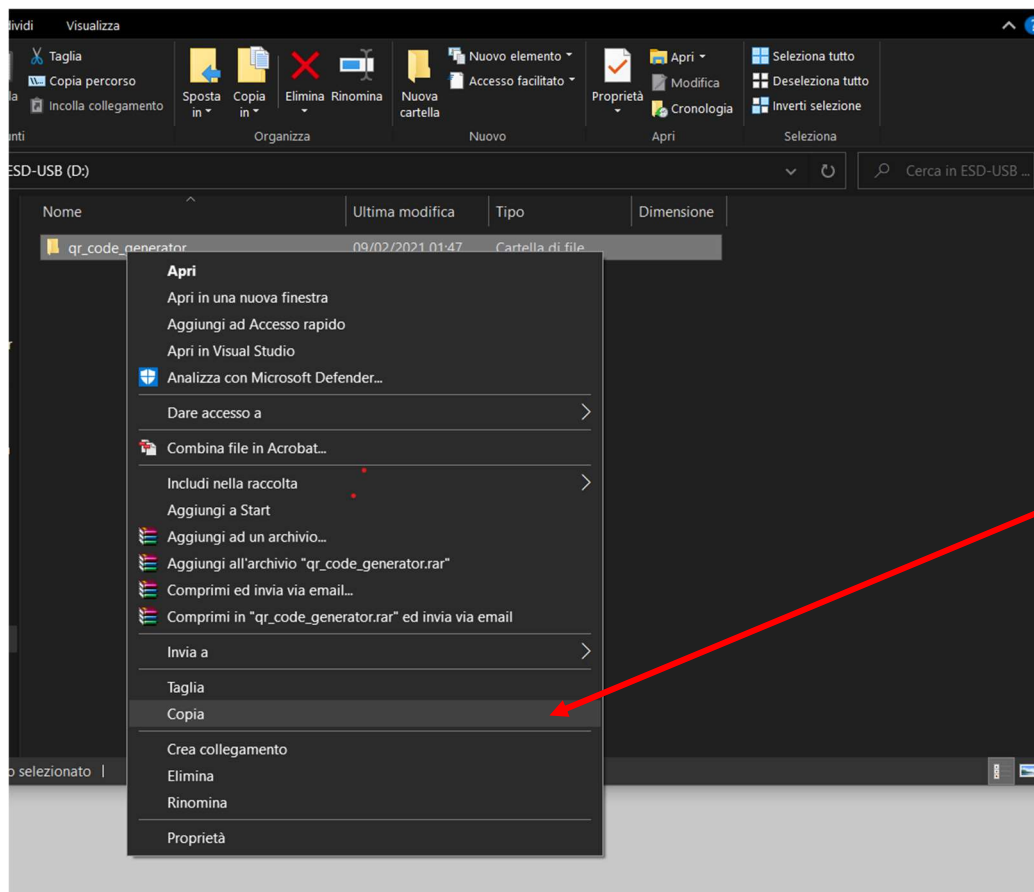 Visualizza
Taglia
Copia percorso
Incolla collegamento
Sposta in
Copia in
Elimina
Rinomina
Organizza
Nuova cartella
Nuovo elemento
Accesso facilitato
Nuovo
Proprietà
Apri
Modifica
Cronologia
Apri
Seleziona tutto
Deseleziona tutto
Inverti selezione
Seleziona
ESD-USB (D:)
Cerca in ESD-USB ...
Nome
Ultima modifica
Tipo
Dimensione
qr_code_generator
09/02/2021 01:47
Cartella di file
Apri
Apri in una nuova finestra
Aggiungi ad Accesso rapido
Apri in Visual Studio
Analizza con Microsoft Defender...
Dare accesso a
Combina file in Acrobat...
Includi nella raccolta
Aggiungi a Start
Aggiungi ad un archivio...
Aggiungi all'archivio "qr_code_generator.rar"
Comprimi ed invia via email...
Comprimi in "qr_code_generator.rar" ed invia via email
Invia a
Taglia
Copia
Crea collegamento
Elimina
Rinomina
Proprietà
selezionato